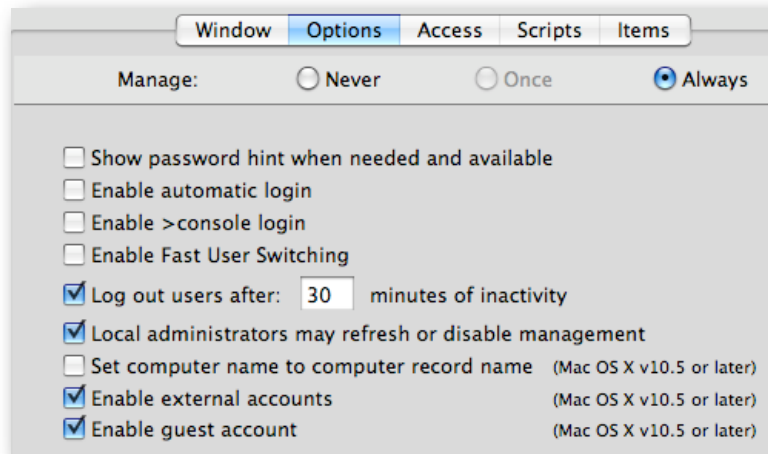 Window Options Access Scripts Items
Manage: Never Once Always
Show password hint when needed and available
Enable automatic login
Enable >console login
Enable Fast User Switching
Log out users after: 30 minutes of inactivity
Local administrators may refresh or disable management
Set computer name to computer record name (Mac OS X v10.5 or later)
Enable external accounts (Mac OS X v10.5 or later)
Enable guest account (Mac OS X v10.5 or later)